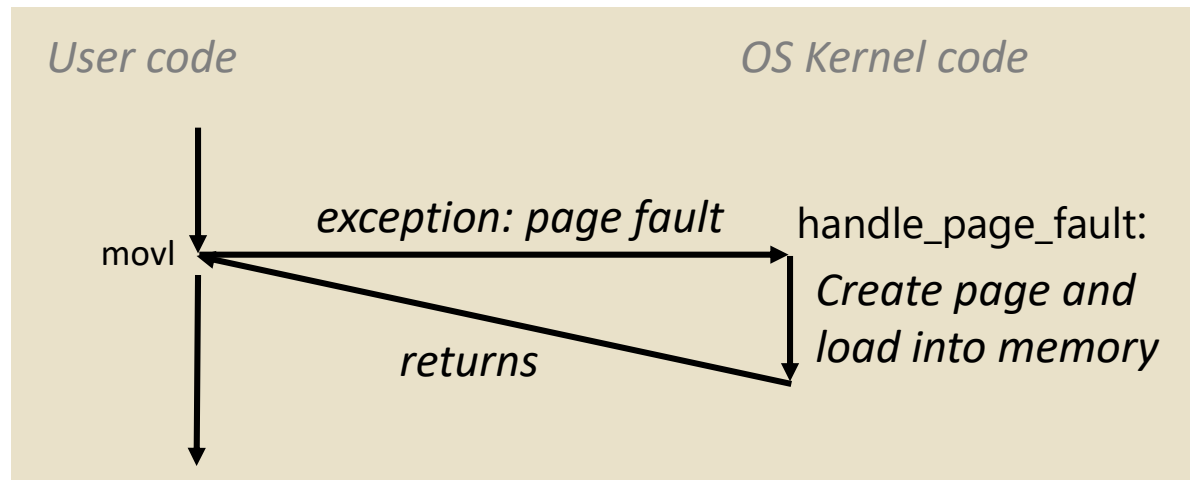 User code
OS Kernel code
exception: page fault
handle_page_fault:
movl
Create page and
load into memory
returns